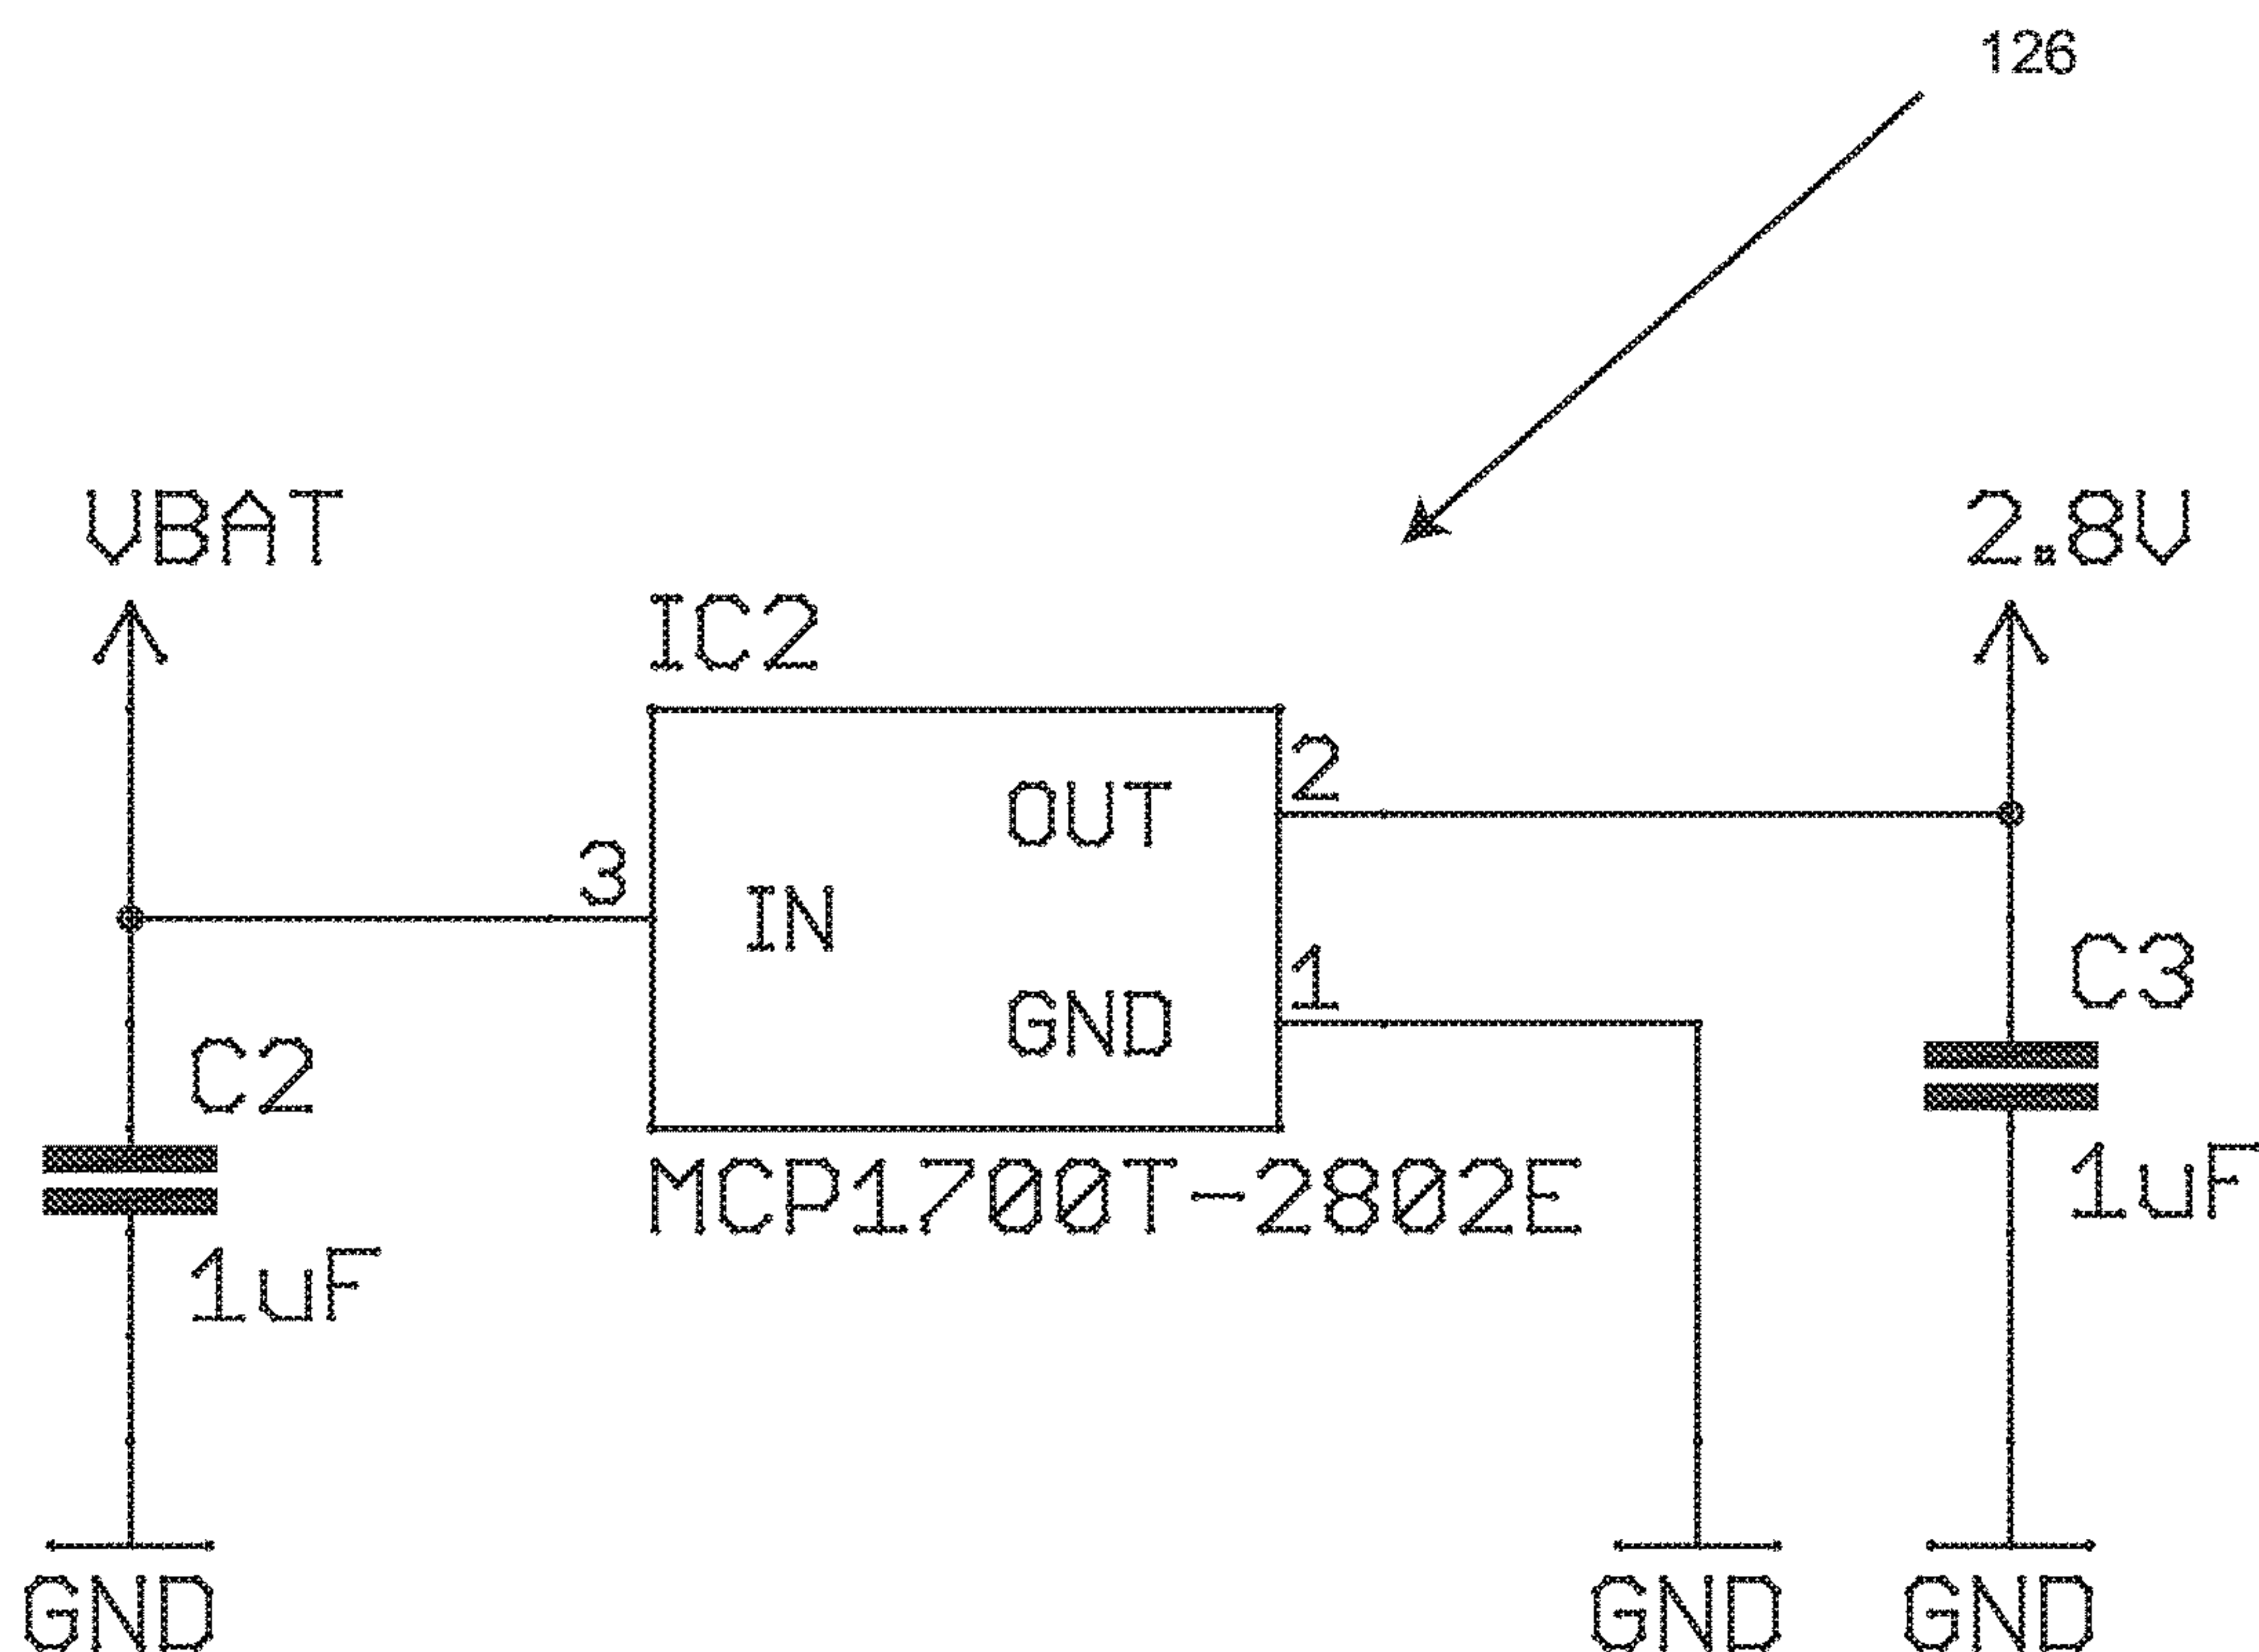 126
VBAT
2.8V
IC2
2
OUT
3
IN
1
C3
GND
C2
1uF
MCP1700T-2802E
1uF
GND
GND
GND